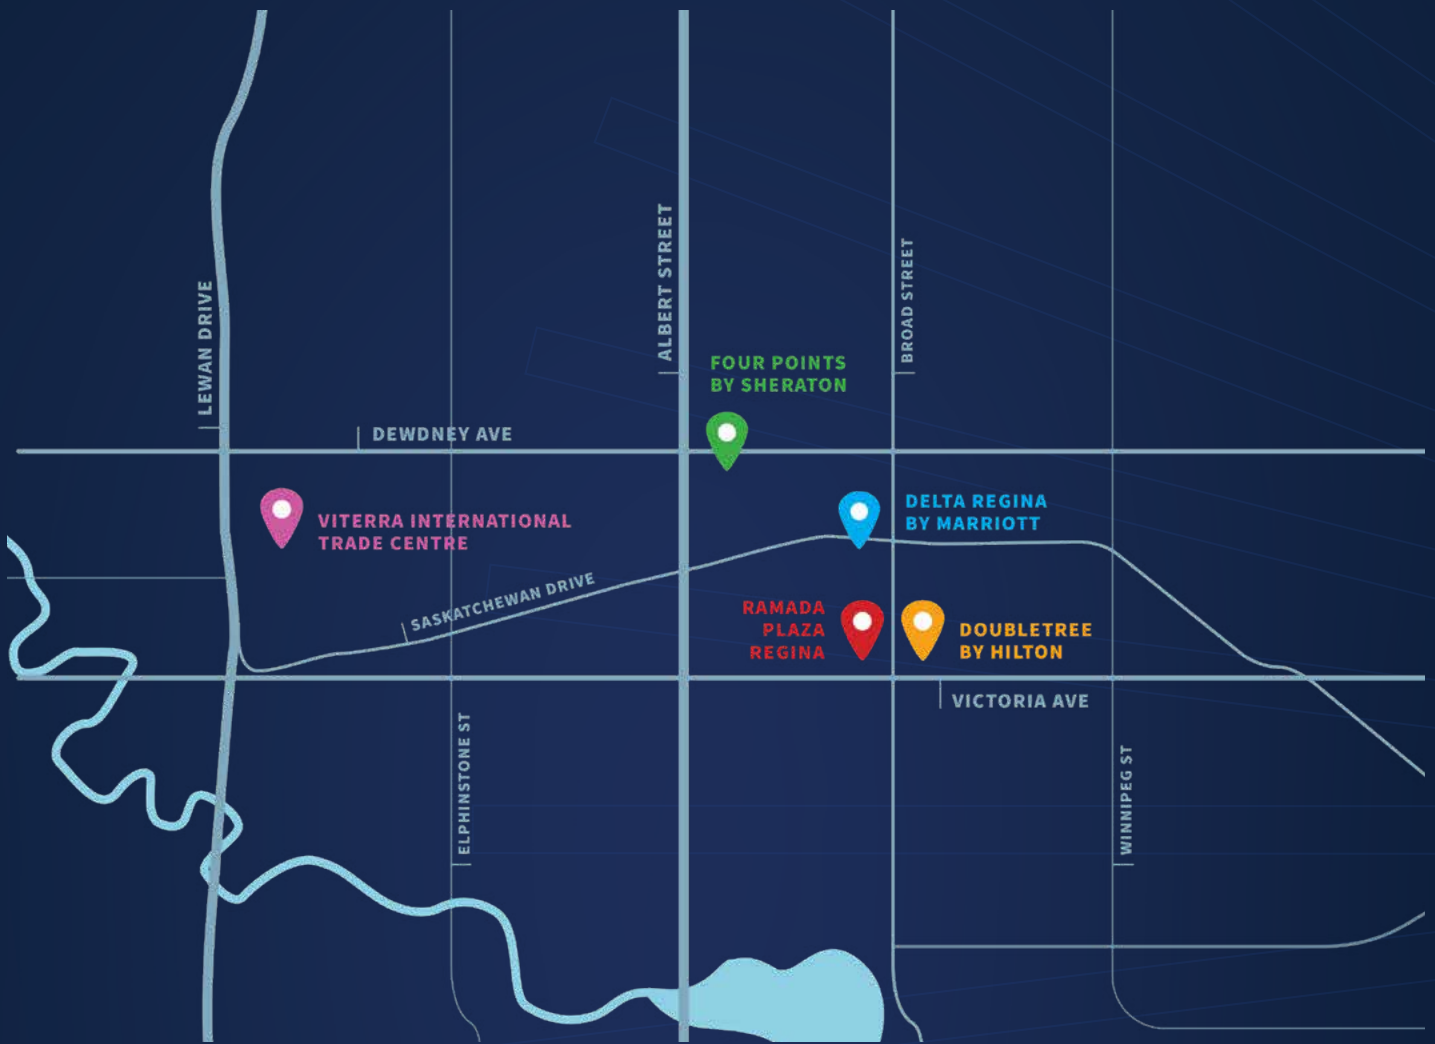 ALBERT STREET
BROAD STREET
LEWAN DRIVE
FOUR POINTS
BY SHERATON
DEWDNEY AVE
VITERRA INTERNATIONAL
TRADE CENTRE
DELTA REGINA
BY MARRIOTT
SASKATCHEWAN DRIVE
RAMADA
PLAZA
REGINA
DOUBLETREE
BY HILTON
VICTORIA AVE
ELPHINSTONE ST
WINNIPEG ST